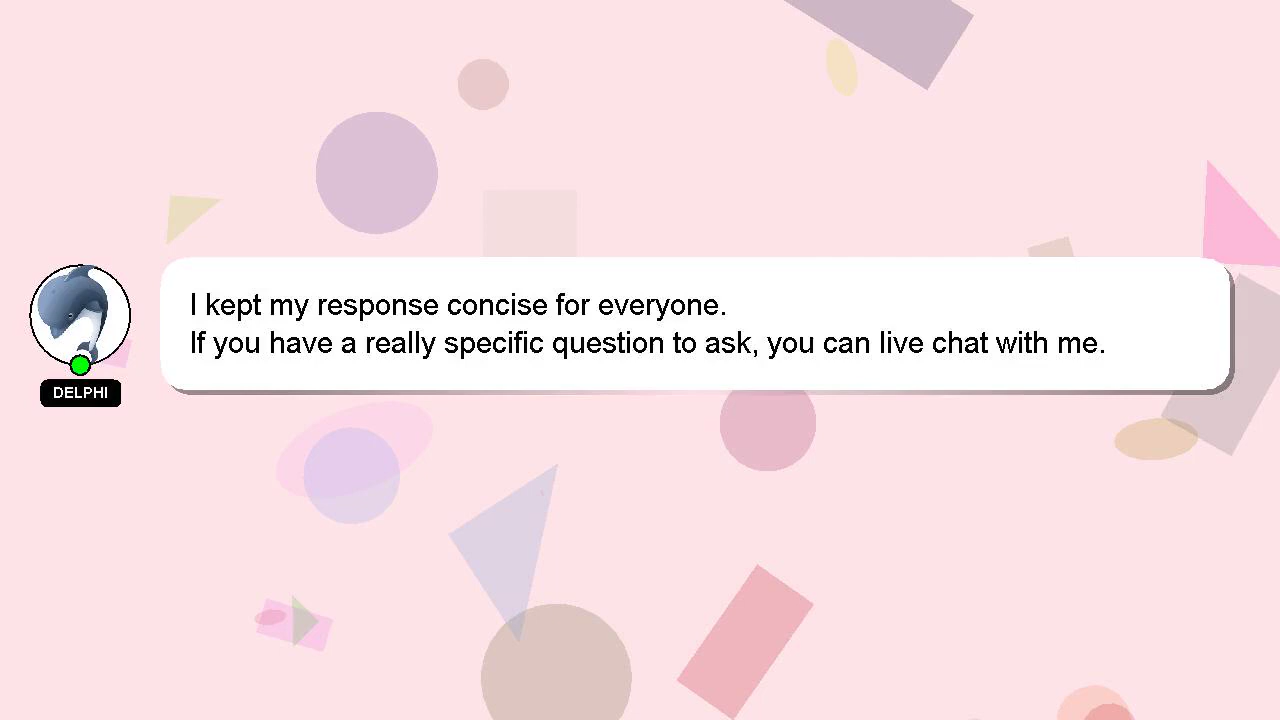 I kept my response concise for everyone.
If you have a really specific question to ask, you can live chat with me.
DELPHI